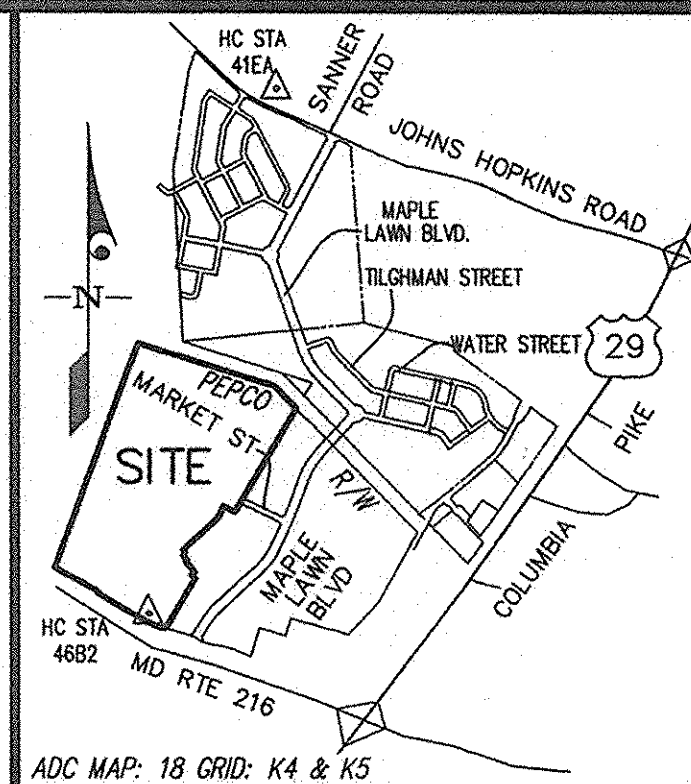 HC STA
41EA
SANNER
ROAD
JOHNS HOPKINS ROAD
MAPLE
LAWN BLVD.
TILGHMAN STREET
N
WATER STREET
29
PEPCO
MARKET ST
SITE
R/W
PIKE
COLUMBIA
MAPLE
LAWN
BLVD
HC STA
46B2
MD RTE 216
ADC MAP: 18 GRID: K4 & K5